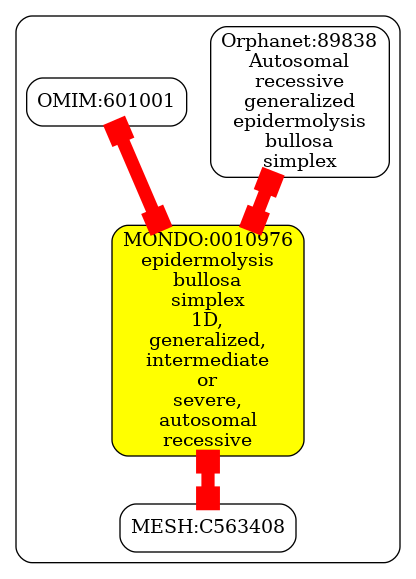 Orphanet:89838
Autosomal
recessive
generalized
epidermolysis
bullosa
simplex
OMIM:601001
MONDO:0010976
epidermolysis
bullosa
simplex
1D,
generalized,
intermediate
or
severe,
autosomal
recessive
MESH:C563408